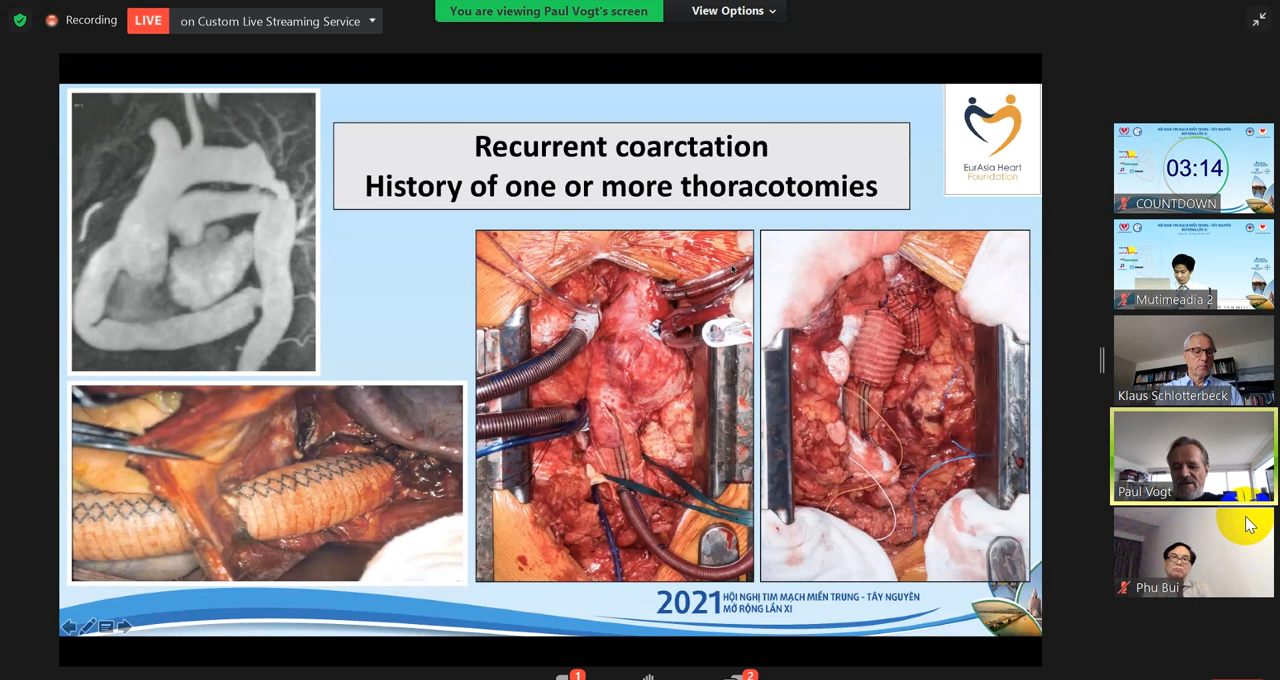 Recording
LIVE
on Custom Live Streaming Service
You are viewing Paul Vogt's screen
View Options
Recurrent coarctation
History of one or more thoracotomies
EurAsia Heart
Foundation
2021
HỘI NGHỊ TIM MẠCH MIỀN TRUNG - TÂY NGUYÊN
MỞ RỘNG LẦN XI
03:14
COUNTDOWN
Mutimeadia 2
Klaus Schlotterbeck
Paul Vogt
Phu Bui
1
2